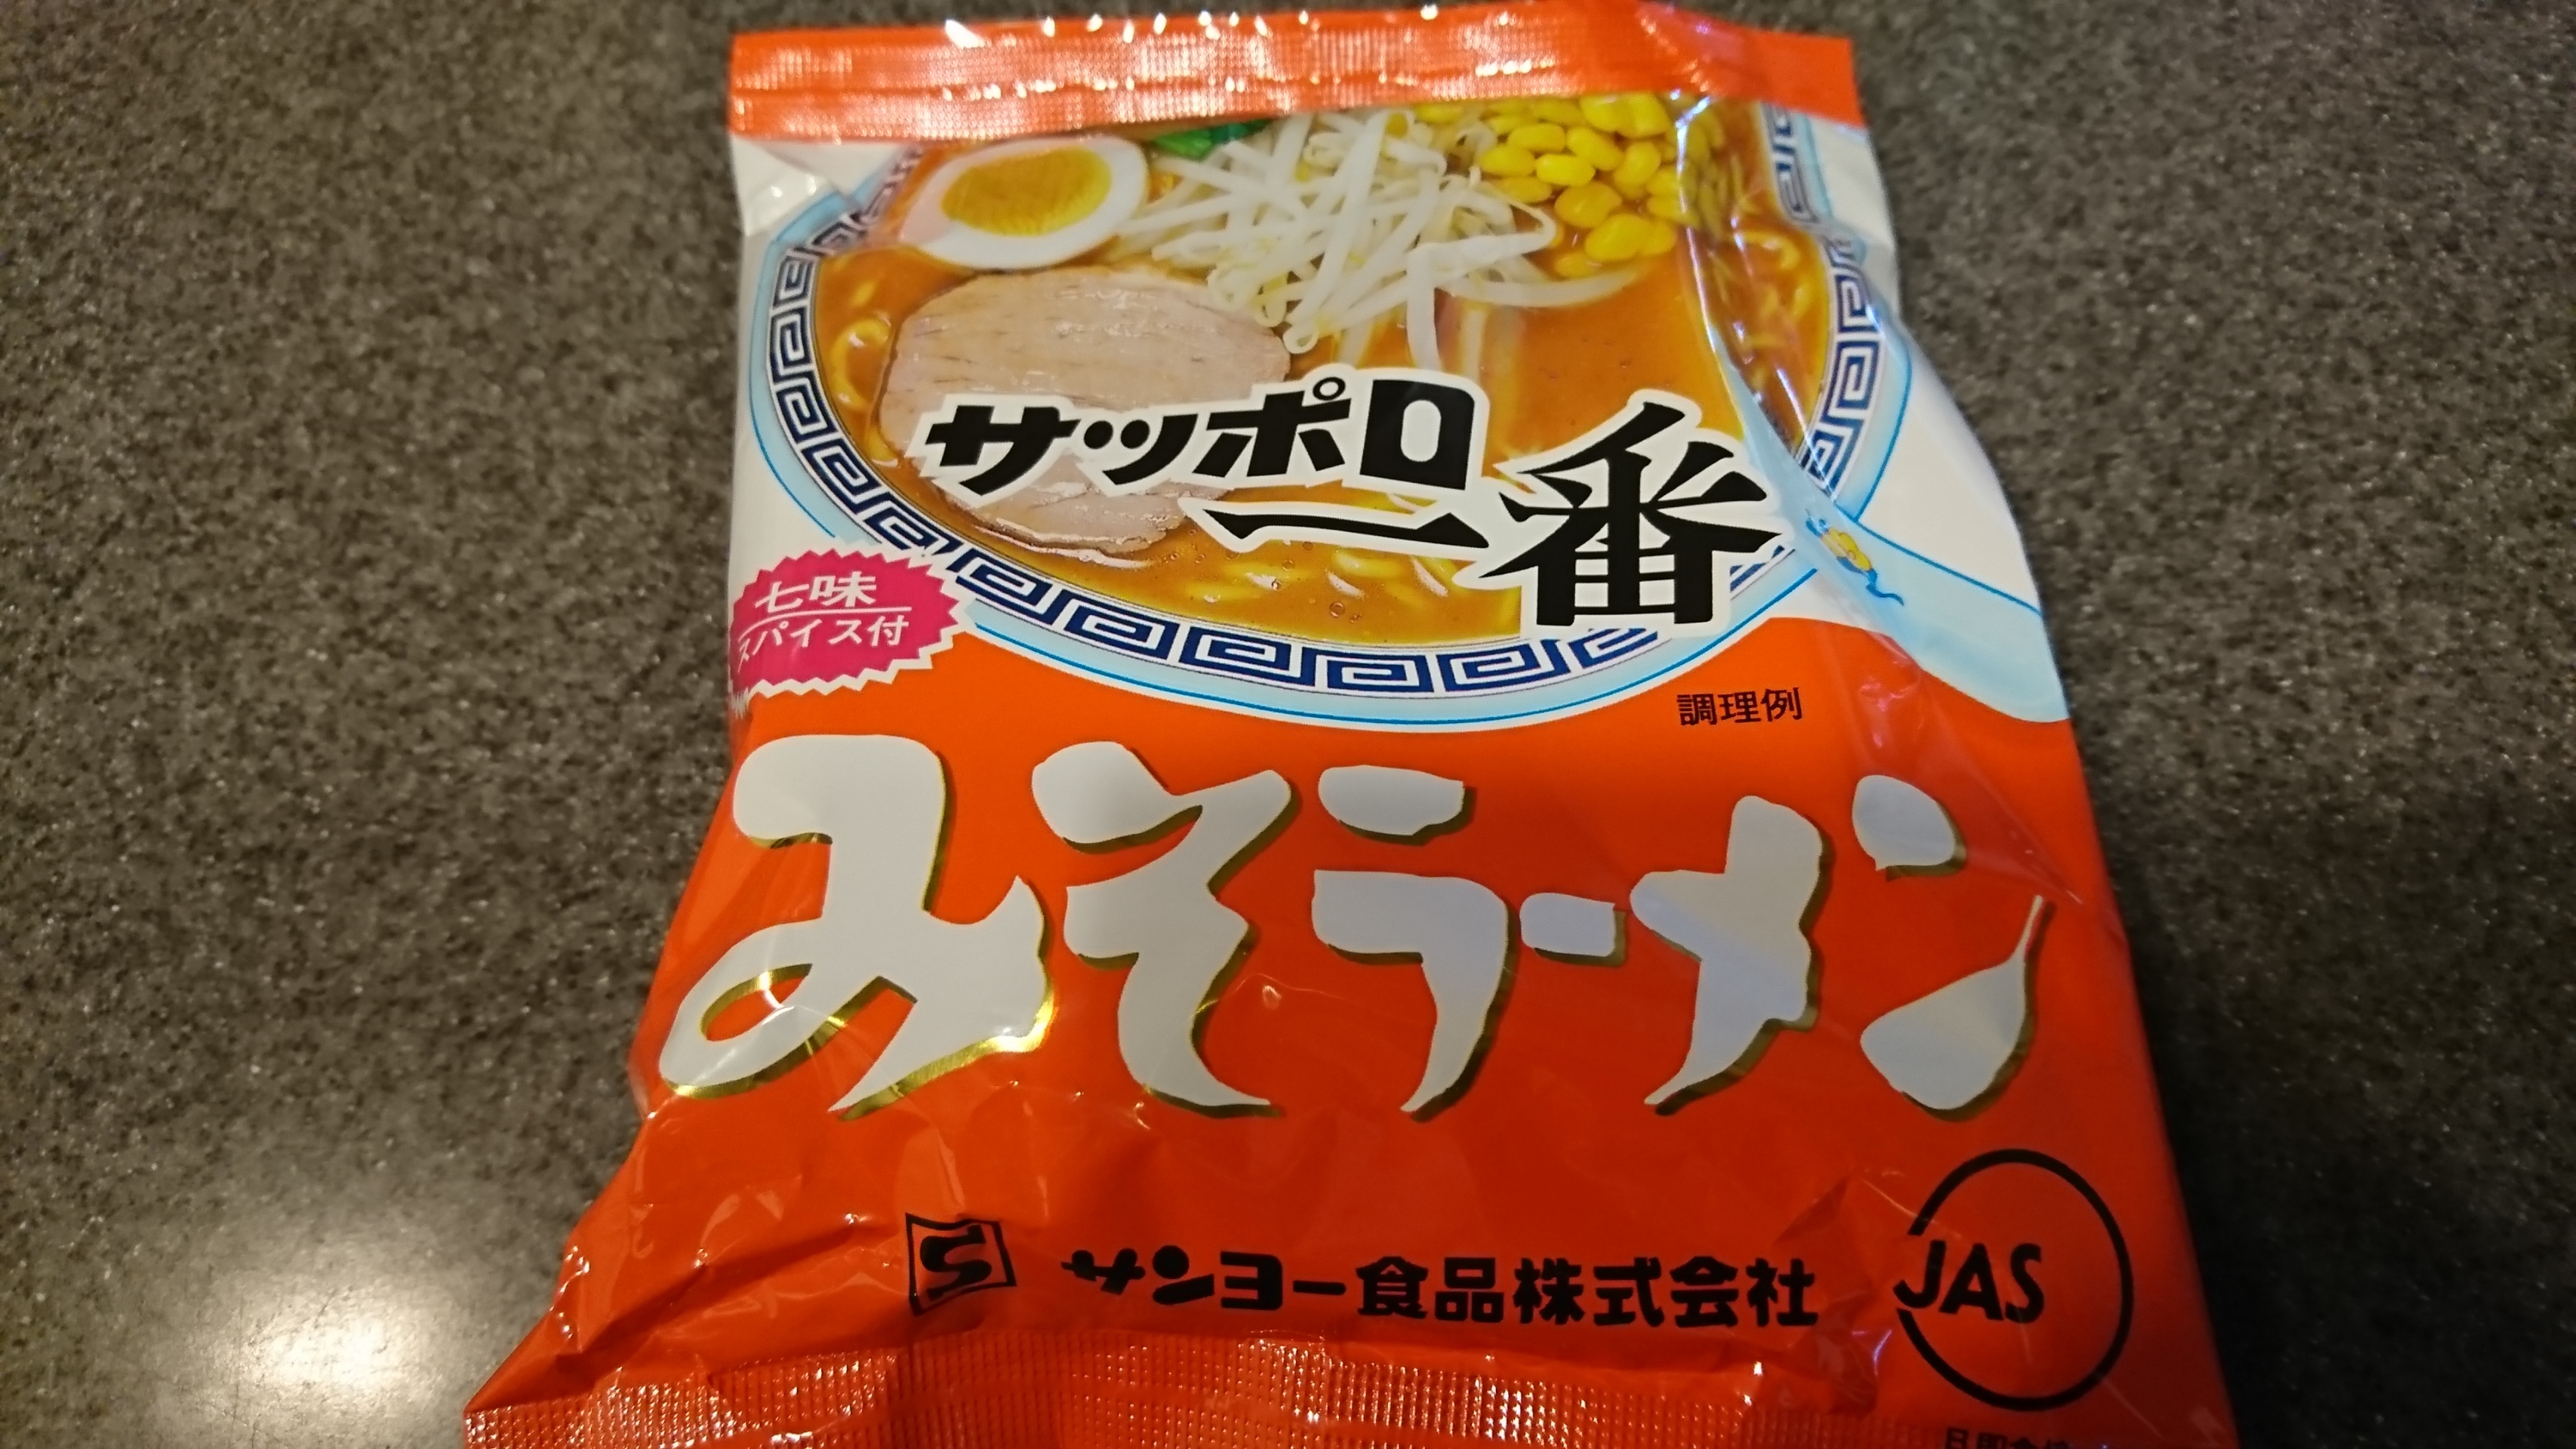 サッポロ
一番
七味
スパイス付
調理例
みそラーメン
サンヨー食品株式会社
JAS